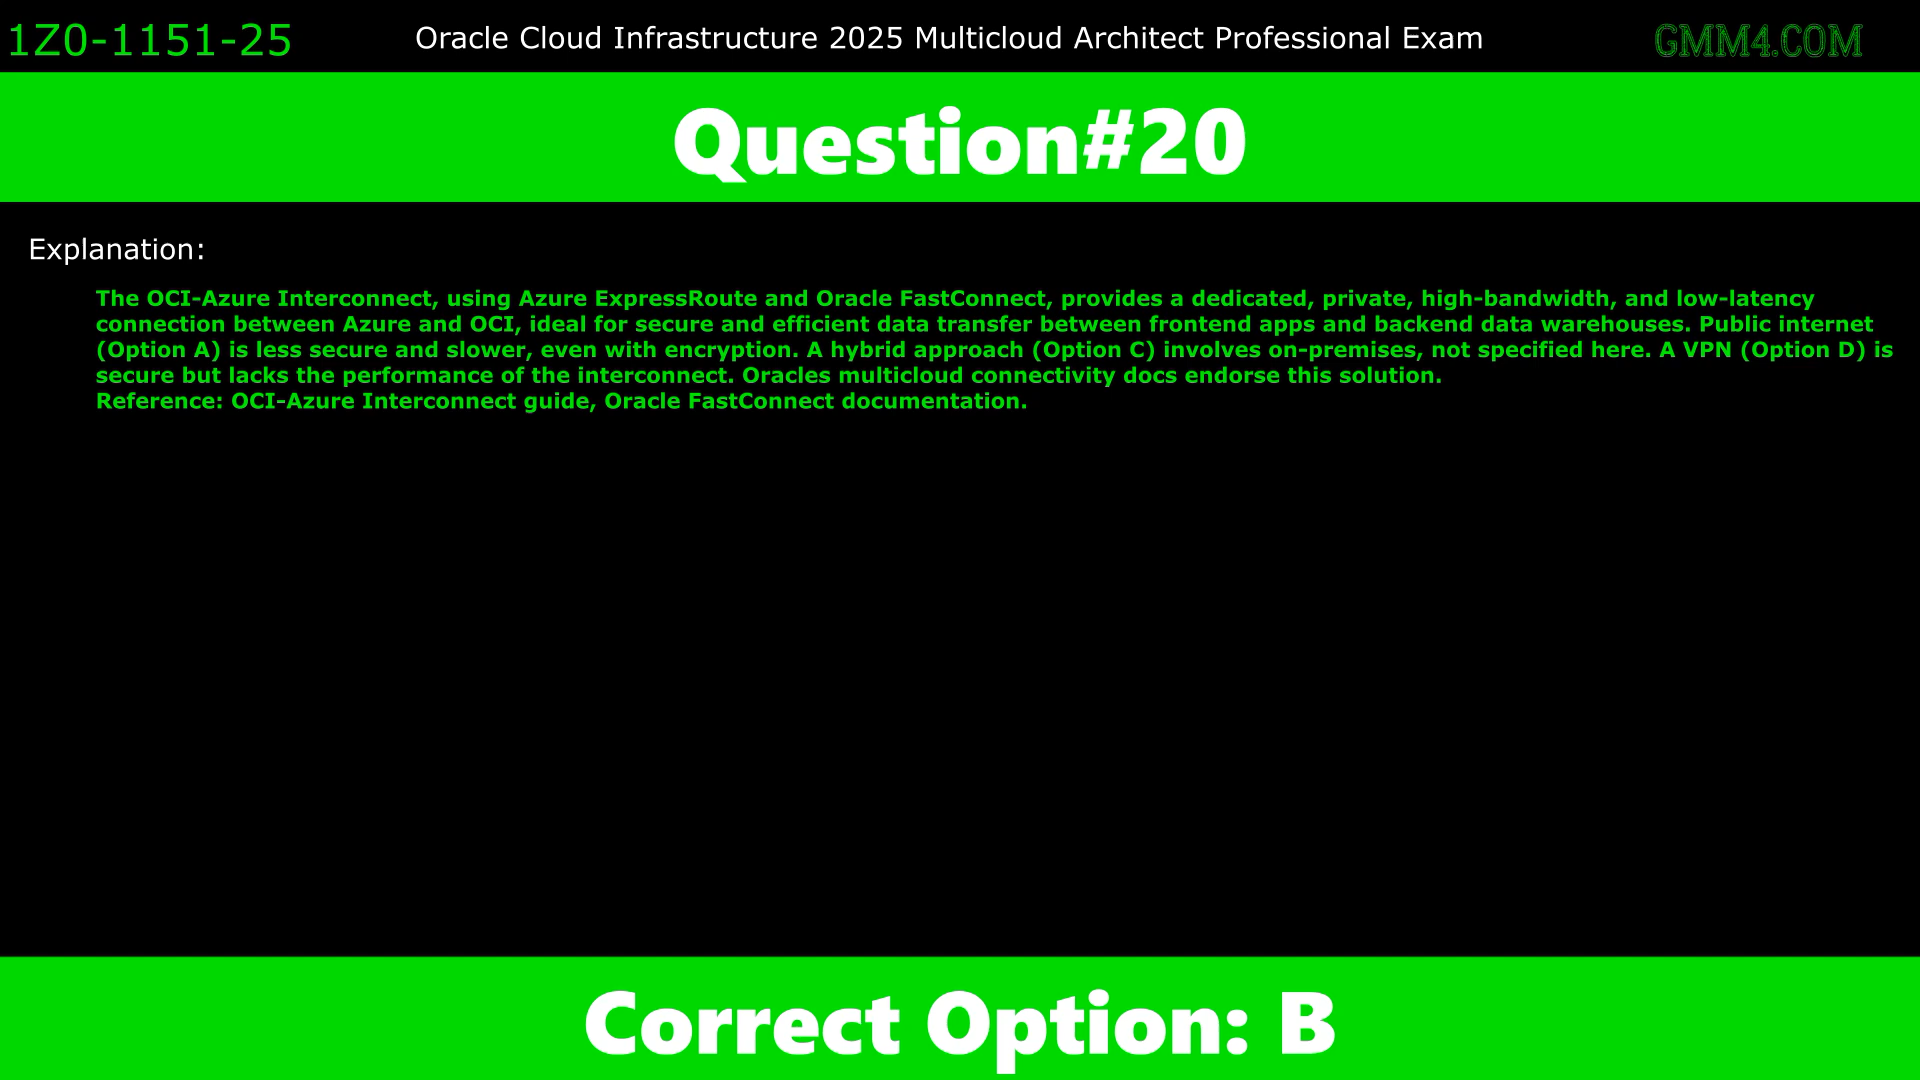 1Z0-1151-25
Oracle Cloud Infrastructure 2025 Multicloud Architect Professional Exam
GMM4.COM
Question#20
Explanation:
The OCI-Azure Interconnect, using Azure ExpressRoute and Oracle FastConnect, provides a dedicated, private, high-bandwidth, and low-latency
connection between Azure and OCI, ideal for secure and efficient data transfer between frontend apps and backend data warehouses. Public internet
(Option A) is less secure and slower, even with encryption. A hybrid approach (Option C) involves on-premises, not specified here. A VPN (Option D) is
secure but lacks the performance of the interconnect. Oracles multicloud connectivity docs endorse this solution.
Reference: OCI-Azure Interconnect guide, Oracle FastConnect documentation.
Correct Option: B